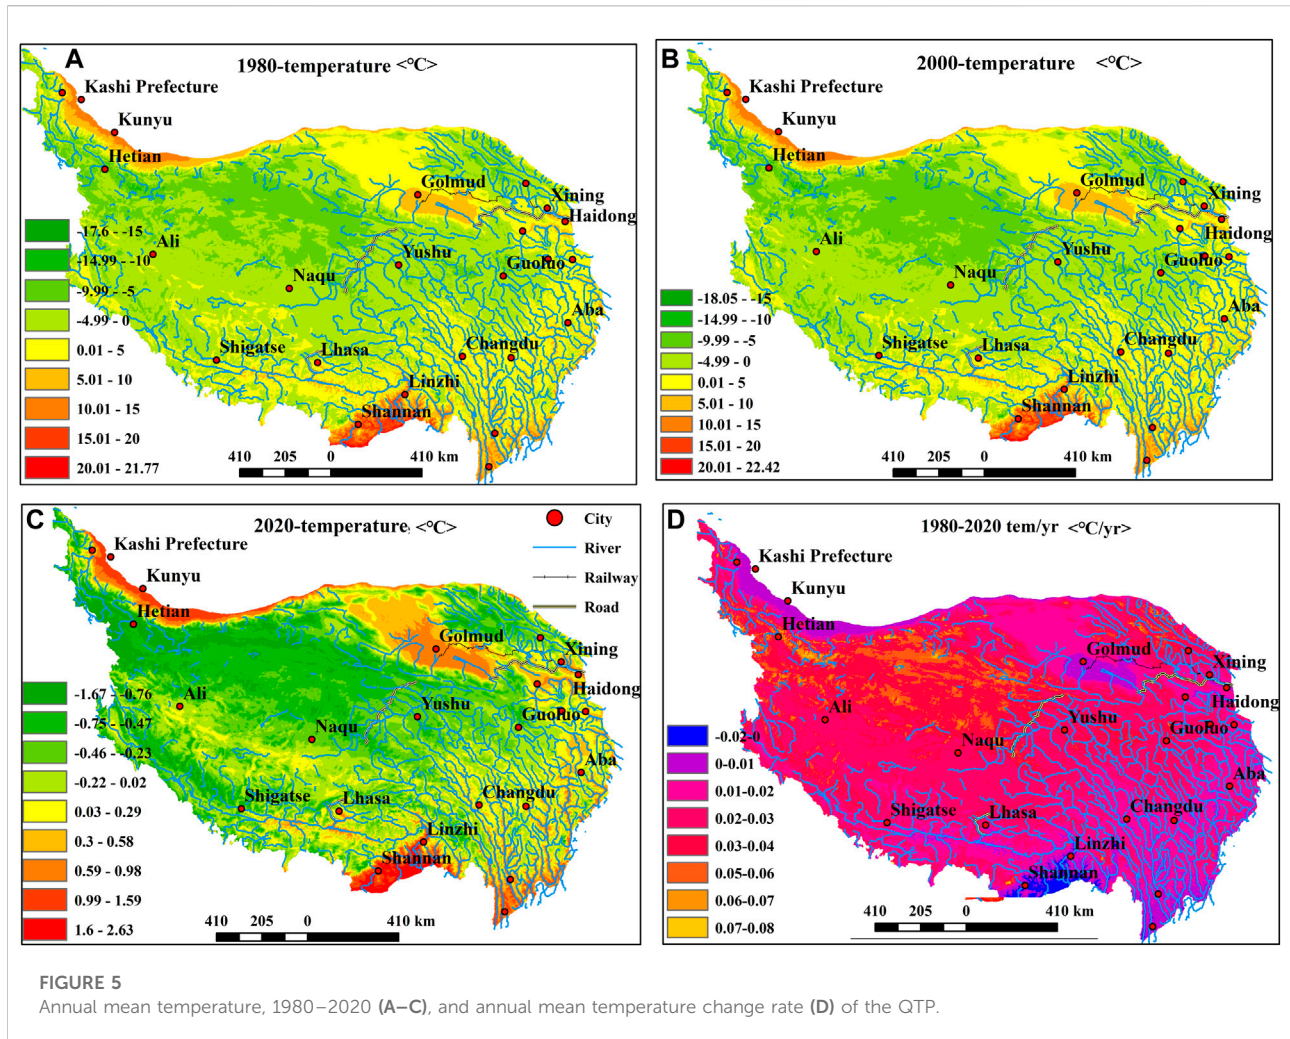 A
1980-temperature <°C>
Kashi Prefecture
Kunyu
Hetian
Golmud
Xining
Haidong
Ali
Yushu
Guoluo
Naqu
Aba
Shigatse
Lhasa
Changdu
Linzhi
Shannan
-17.6 - -15
-14.99 - -10
-9.99 - -5
-4.99 - 0
0.01 - 5
5.01 - 10
10.01 - 15
15.01 - 20
20.01 - 21.77
410 205 0 410 km
B
2000-temperature <°C>
Kashi Prefecture
Kunyu
Hetian
Golmud
Xining
Haidong
Ali
Yushu
Guoluo
Naqu
Aba
Shigatse
Lhasa
Changdu
Linzhi
Shannan
-18.05 - -15
-14.99 - -10
-9.99 - -5
-4.99 - 0
0.01 - 5
5.01 - 10
10.01 - 15
15.01 - 20
20.01 - 22.42
410 205 0 410 km
C
2020-temperature; <°C>
City
River
Railway
Road
Kashi Prefecture
Kunyu
Hetian
Golmud
Xining
Haidong
Ali
Yushu
Guoluo
Naqu
Aba
Shigatse
Lhasa
Changdu
Linzhi
Shannan
-1.67 - -0.76
-0.75 - -0.47
-0.46 - -0.23
-0.22 - 0.02
0.03 - 0.29
0.3 - 0.58
0.59 - 0.98
0.99 - 1.59
1.6 - 2.63
410 205 0 410 km
D
1980-2020 tem/yr <°C/yr>
Kashi Prefecture
Kunyu
Hetian
Golmud
Xining
Haidong
Ali
Yushu
Guoluo
Naqu
Aba
Shigatse
Lhasa
Changdu
Linzhi
Shannan
-0.02-0
0-0.01
0.01-0.02
0.02-0.03
0.03-0.04
0.05-0.06
0.06-0.07
0.07-0.08
410 205 0 410 km
FIGURE 5
Annual mean temperature, 1980–2020 (A–C), and annual mean temperature change rate (D) of the QTP.